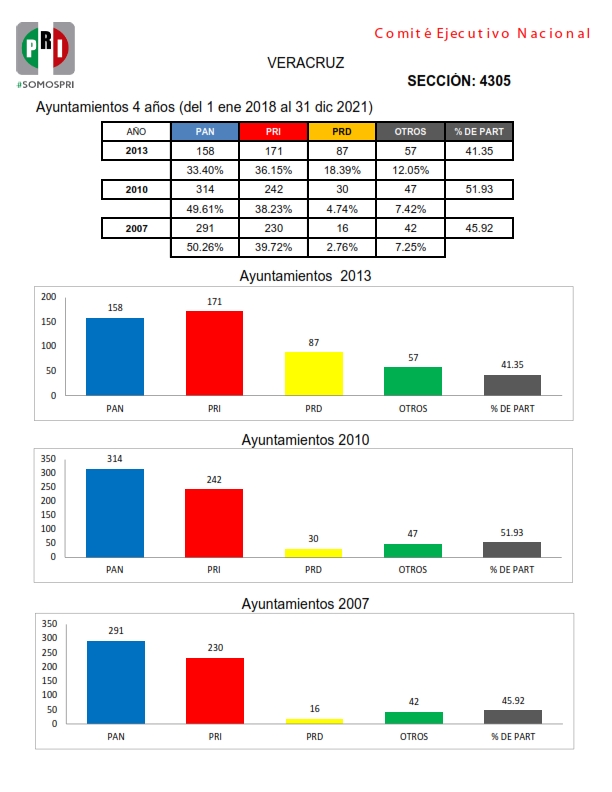 Comité Ejecutivo Nacional
PRI
#SOMOSPRI
VERACRUZ
SECCIÓN: 4305
Ayuntamientos 4 años (del 1 ene 2018 al 31 dic 2021)
AÑO PAN PRI PRD OTROS % DE PART
2013 158 171 87 57 41.35
33.40% 36.15% 18.39% 12.05%
2010 314 242 30 47 51.93
49.61% 38.23% 4.74% 7.42%
2007 291 230 16 42 45.92
50.26% 39.72% 2.76% 7.25%
Ayuntamientos 2013
200
150
100
50
0
158 171 87 57 41.35
PAN PRI PRD OTROS % DE PART
Ayuntamientos 2010
350
300
250
200
150
100
50
0
314 242 30 47 51.93
PAN PRI PRD OTROS % DE PART
Ayuntamientos 2007
350
300
250
200
150
100
50
0
291 230 16 42 45.92
PAN PRI PRD OTROS % DE PART